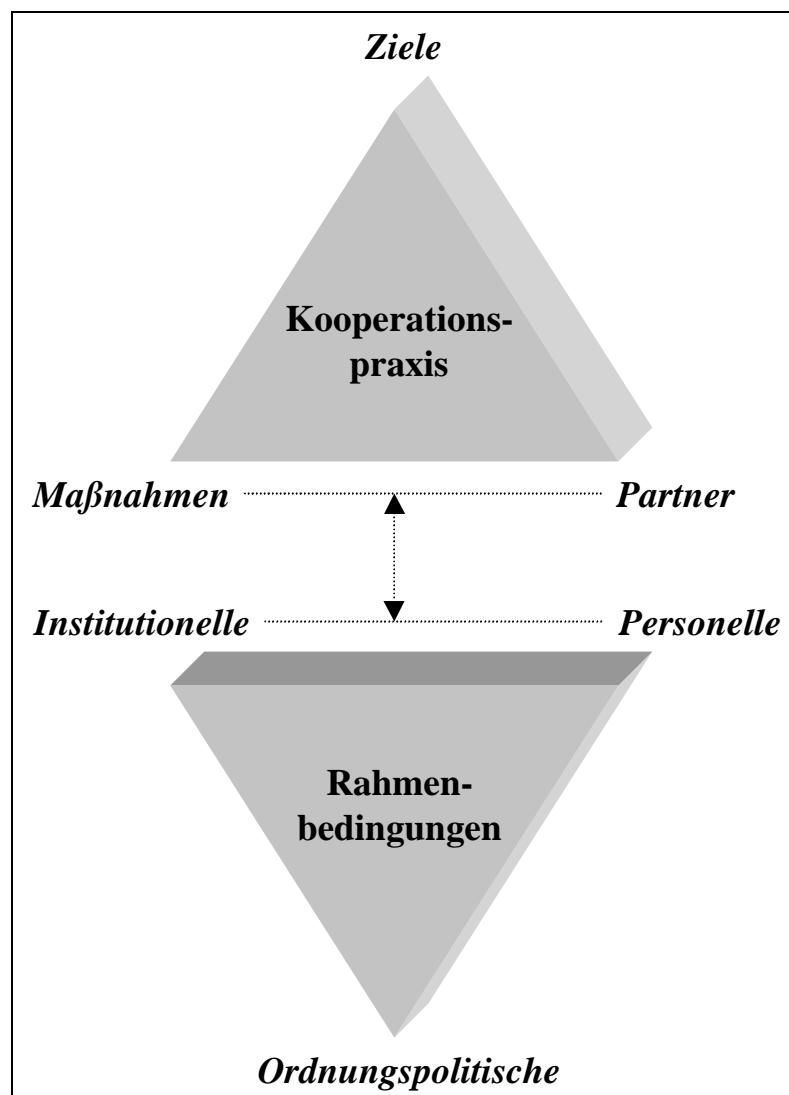 Ziele
Kooperations-
praxis
Maßnahmen Partner
Institutionelle Personelle
Rahmen-
bedingungen
Ordnungspolitische